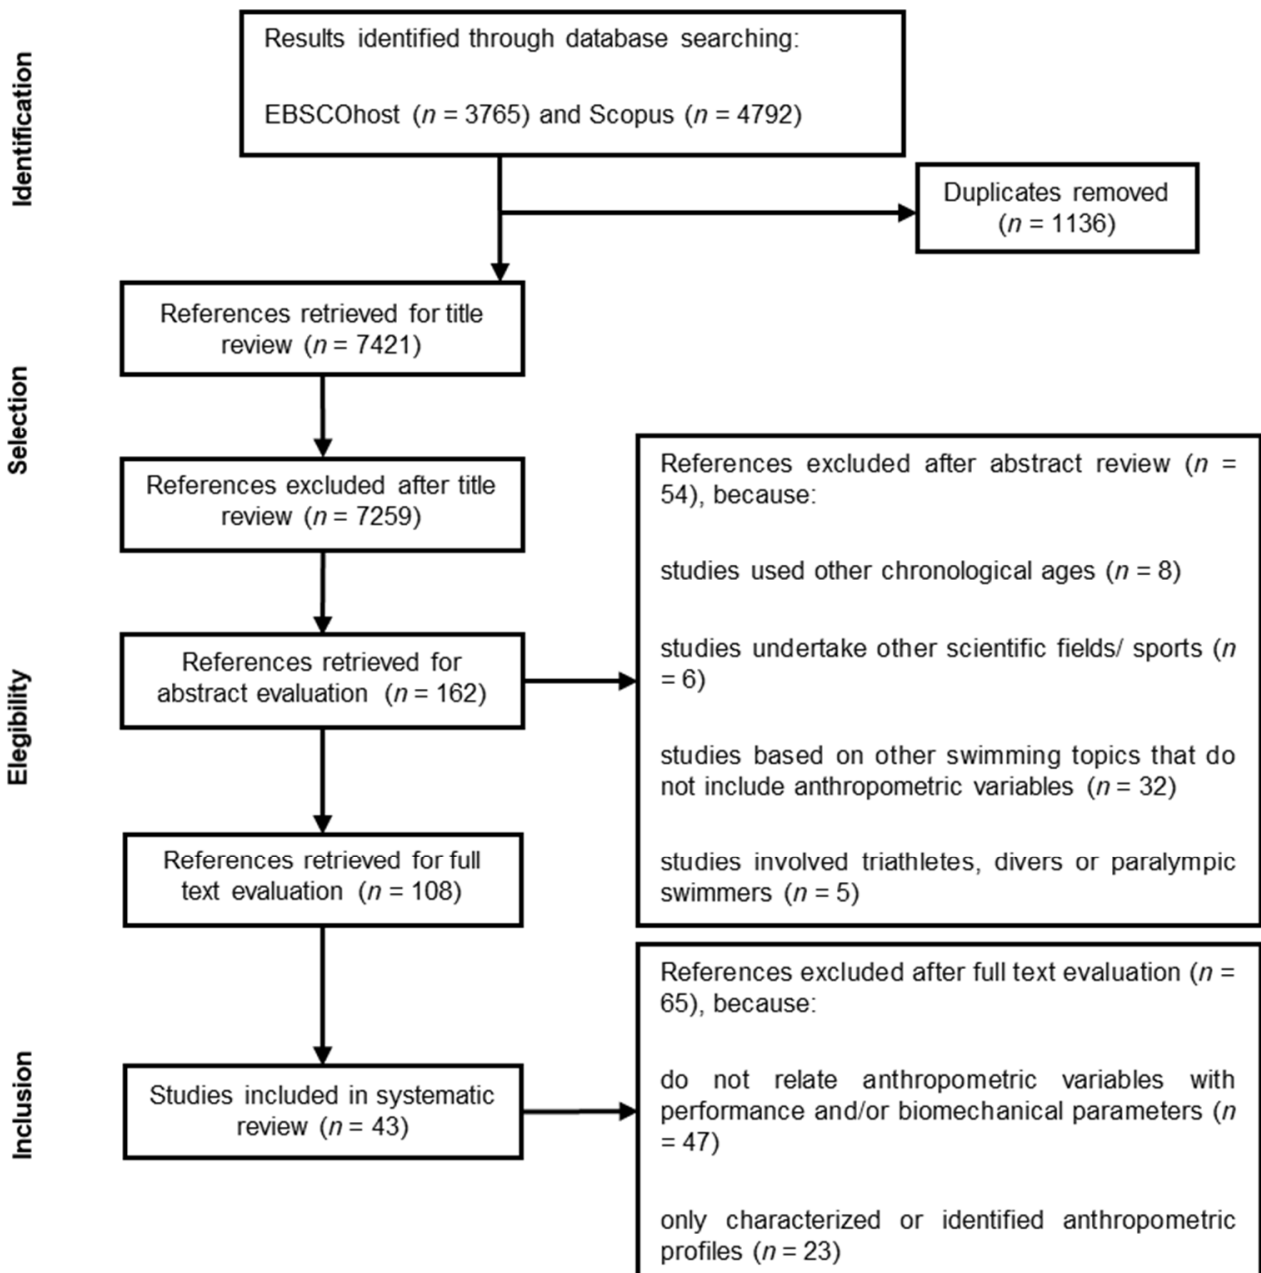 Identification
Results identified through database searching:
EBSCOhost (n = 3765) and Scopus (n = 4792)
Duplicates removed
(n = 1136)
Selection
References retrieved for title
review (n = 7421)
References excluded after title
review (n = 7259)
Elegibility
References retrieved for
abstract evaluation (n = 162)
References excluded after abstract review (n =
54), because:
studies used other chronological ages (n = 8)
studies undertake other scientific fields/ sports (n
= 6)
studies based on other swimming topics that do
not include anthropometric variables (n = 32)
studies involved triathletes, divers or paralympic
swimmers (n = 5)
References retrieved for full
text evaluation (n = 108)
Inclusion
Studies included in systematic
review (n = 43)
References excluded after full text evaluation (n =
65), because:
do not relate anthropometric variables with
performance and/or biomechanical parameters (n
= 47)
only characterized or identified anthropometric
profiles (n = 23)